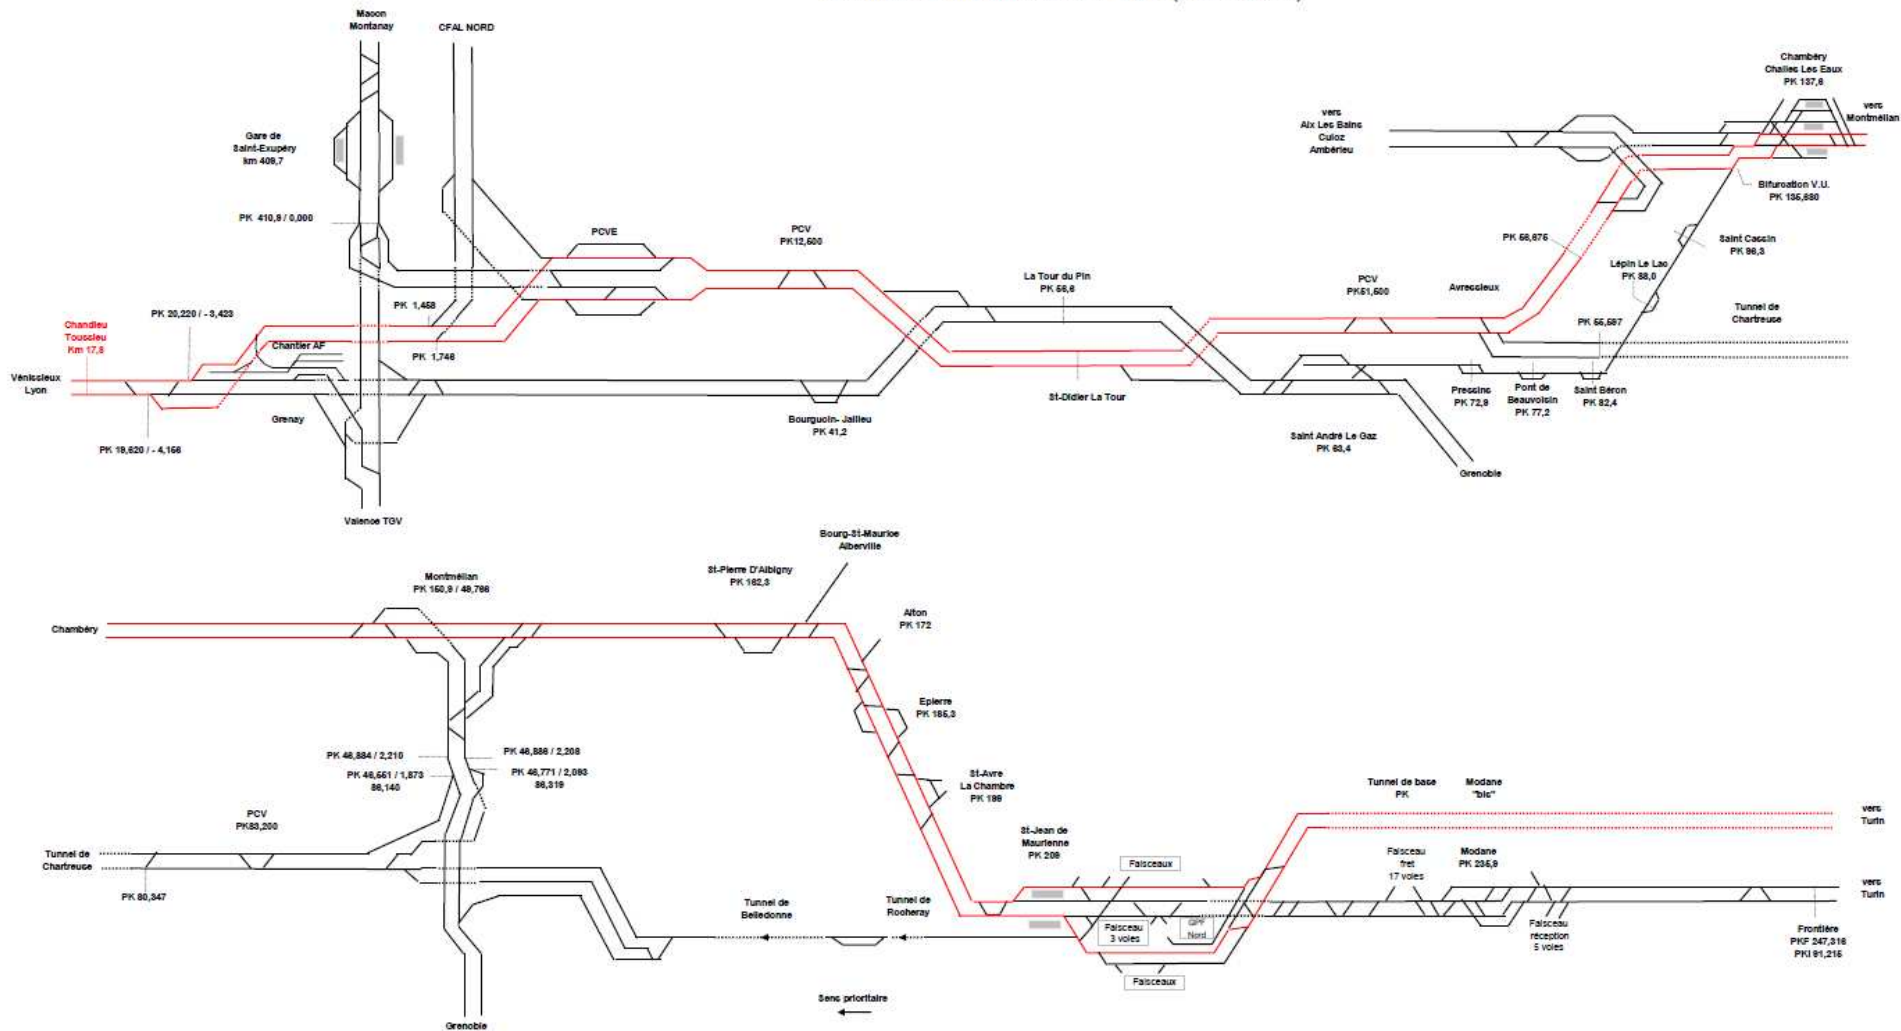 Macon
Montanay
CFAL NORD
Gare de
Saint-Exupéry
km 409,7
PK 410,9 / 0,000
PCVE
PCV
PK12,500
PK 20,220 / - 3,423
PK 1,458
PK 1,746
Chandieu
Toussieu
Km 17,8
Vénissieux
Lyon
Chantier AF
Grenay
PK 19,620 / - 4,156
Valence TGV
Bourgoin- Jallieu
PK 41,2
La Tour du Pin
PK 56,6
St-Didier La Tour
Saint André Le Gaz
PK 63,4
Grenoble
PCV
PK51,500
Avressieux
vers
Aix Les Bains
Culoz
Ambérieu
Chambéry
Challes Les Eaux
PK 137,6
vers
Montmélian
Bifurcation V.U.
PK 135,680
PK 56,675
Saint Cassin
PK 96,3
Lépin Le Lac
PK 88,0
Tunnel de
Chartreuse
PK 55,597
Pressins
PK 72,9
Pont de
Beauvoisin
PK 77,2
Saint Béron
PK 82,4
Bourg-St-Maurice
Alberville
St-Pierre D'Albigny
PK 162,3
Montmélian
PK 150,9 / 49,766
Chambéry
Aiton
PK 172
Epierre
PK 185,3
St-Avre
La Chambre
PK 199
PK 46,884 / 2,210
PK 46,886 / 2,208
PK 46,551 / 1,873
86,140
PK 46,771 / 2,093
86,319
PCV
PK83,200
Tunnel de
Chartreuse
PK 80,347
Tunnel de
Belledonne
Tunnel de
Rocheray
Sens prioritaire
Grenoble
St-Jean de
Maurienne
PK 209
Faisceaux
Faisceau
3 voies
GPF
Nord
Faisceaux
Tunnel de base
PK
Modane
"bis"
vers
Turin
Faisceau
fret
17 voies
Modane
PK 235,9
vers
Turin
Faisceau
réception
5 voies
Frontière
PKF 247,316
PKI 91,215